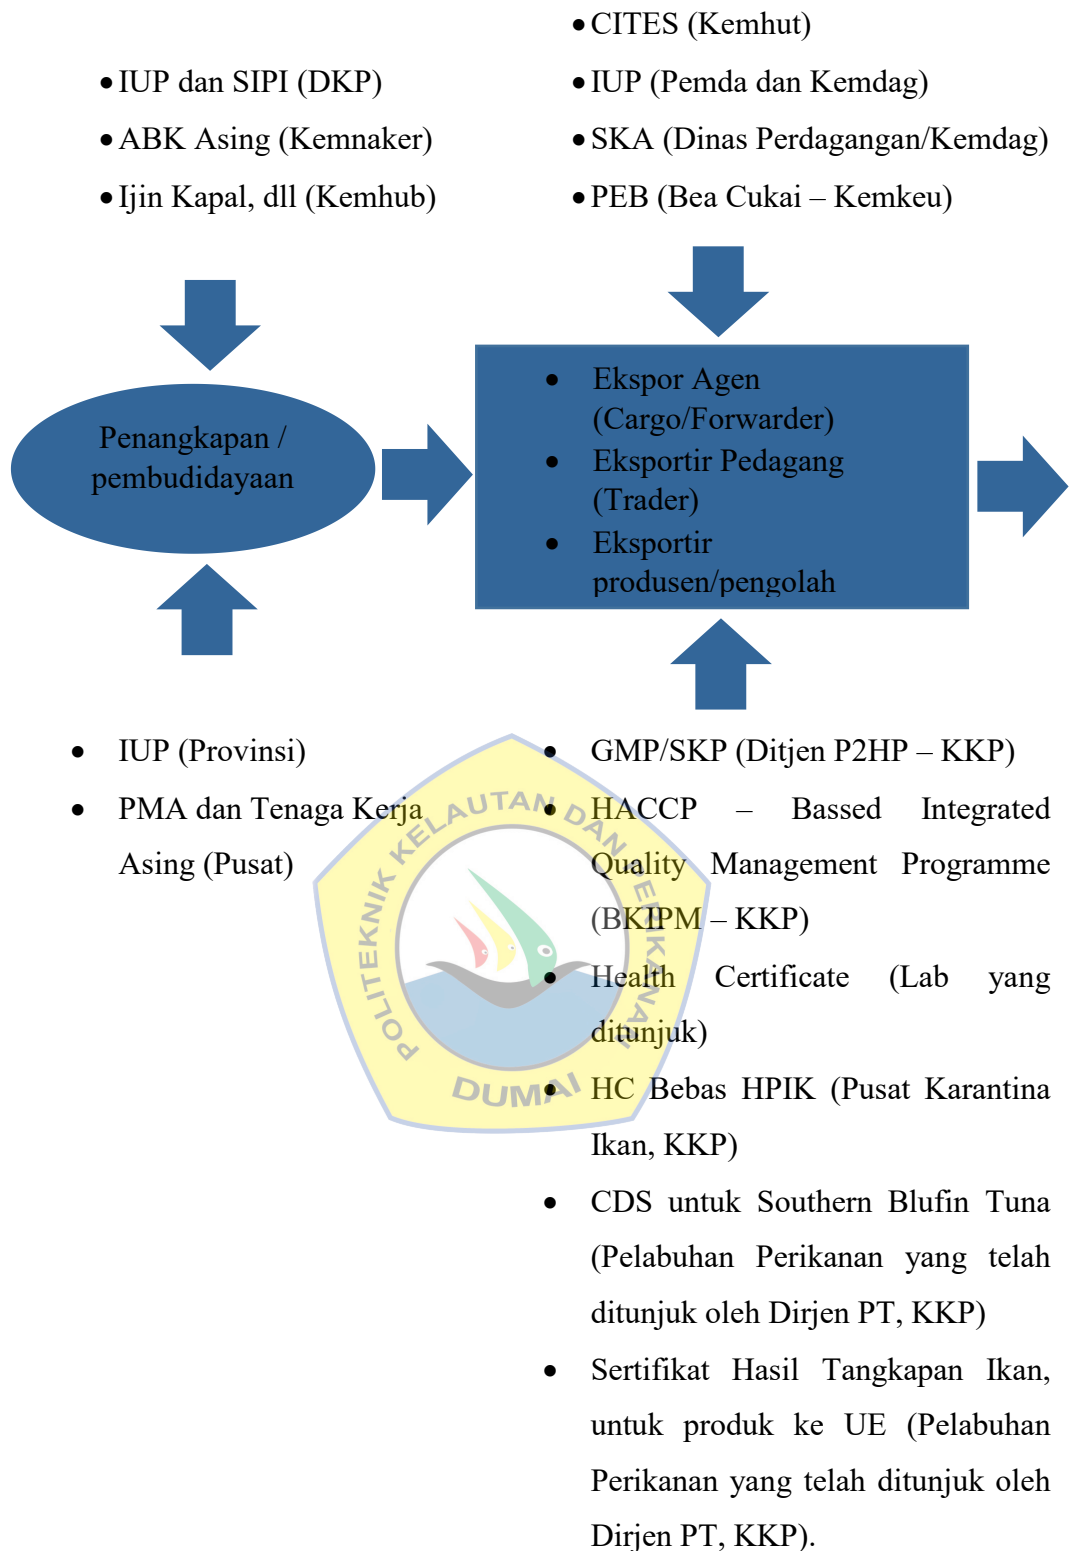 • CITES (Kemhut)
• IUP dan SIPI (DKP)
• ABK Asing (Kemnaker)
• Ijin Kapal, dll (Kemhub)
• IUP (Pemda dan Kemdag)
• SKA (Dinas Perdagangan/Kemdag)
• PEB (Bea Cukai – Kemkeu)
Penangkapan /
pembudidayaan
• Ekspor Agen
(Cargo/Forwarder)
• Eksportir Pedagang
(Trader)
• Eksportir
produsen/pengolah
• IUP (Provinsi)
• PMA dan Tenaga Kerja
Asing (Pusat)
• GMP/SKP (Ditjen P2HP – KKP)
• HACCP – Bassed Integrated
Quality Management Programme
(BKIPM – KKP)
• Health Certificate (Lab yang
ditunjuk)
• HC Bebas HPIK (Pusat Karantina
Ikan, KKP)
• CDS untuk Southern Blufin Tuna
(Pelabuhan Perikanan yang telah
ditunjuk oleh Dirjen PT, KKP)
• Sertifikat Hasil Tangkapan Ikan,
untuk produk ke UE (Pelabuhan
Perikanan yang telah ditunjuk oleh
Dirjen PT, KKP).
POLITEKNIK KELAUTAN DAN PERIKANAN
DUMAI